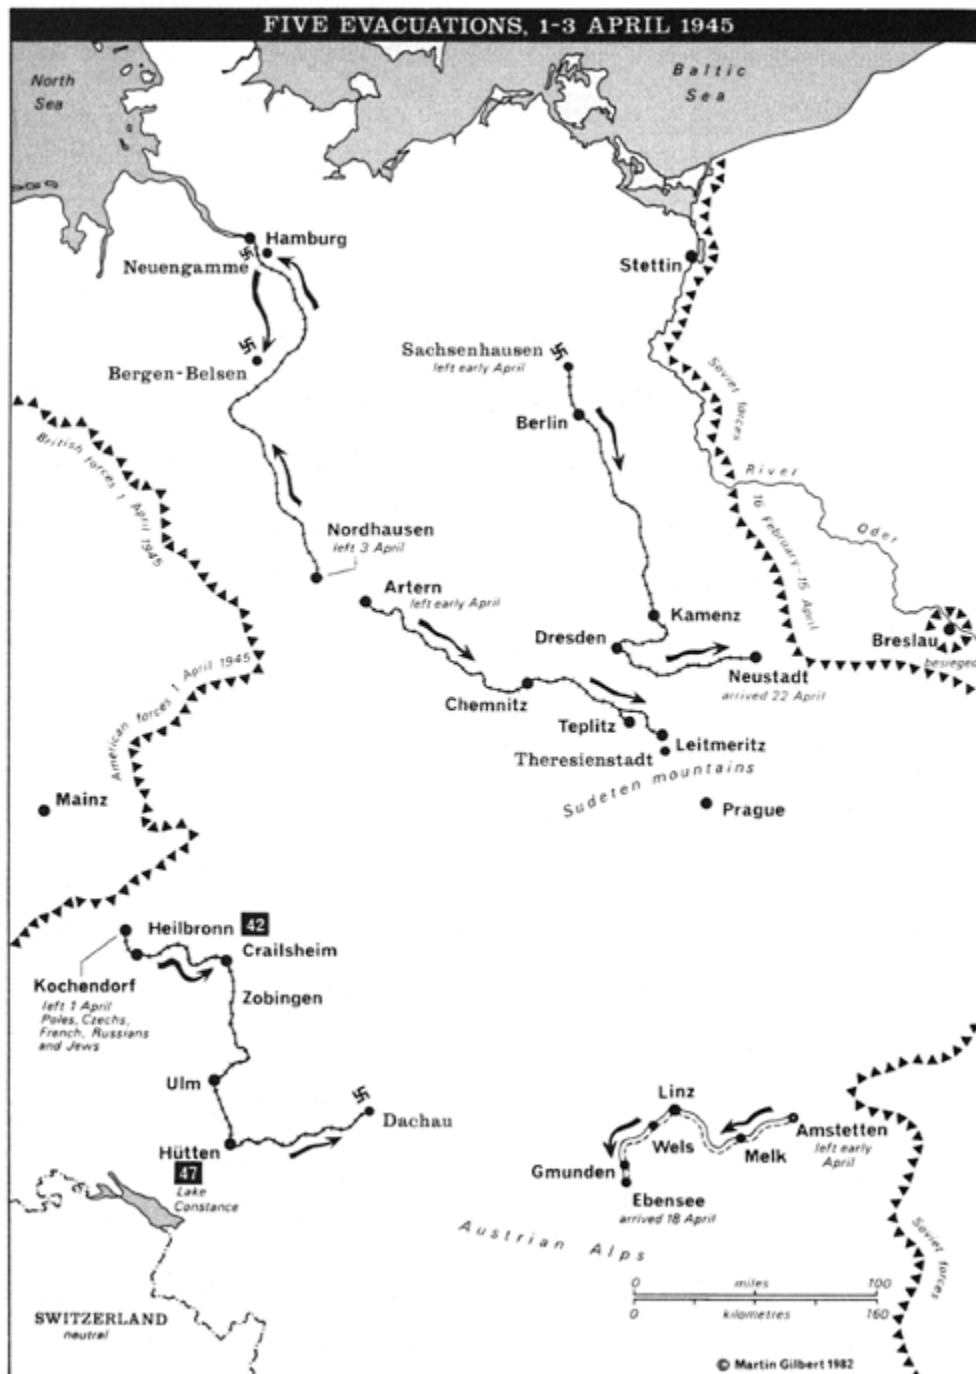 FIVE EVACUATIONS, 1-3 APRIL 1945
North
Sea
Baltic
Sea
Hamburg
Neuengamme
Stettin
Bergen-Belsen
Sachsenhausen
left early April
Berlin
Soviet forces
16 February-15 April
British forces 1 April 1945
River
Oder
Nordhausen
left 3 April
Artern
left early April
Kamenz
Dresden
Breslau
besieged
Neustadt
arrived 22 April
American forces 1 April 1945
Chemnitz
Teplitz
Leitmeritz
Theresienstadt
Sudeten mountains
Mainz
Prague
Heilbronn 42
Crailsheim
Kochendorf
left 1 April
Poles, Czechs,
French, Russians
and Jews
Zobingen
Ulm
Dachau
Hütten
47
Lake
Constance
Linz
Amstetten
left early
April
Wels
Melk
Gmunden
Ebensee
arrived 18 April
Austrian Alps
Soviet forces
0 miles 100
0 kilometres 160
SWITZERLAND
neutral
© Martin Gilbert 1982